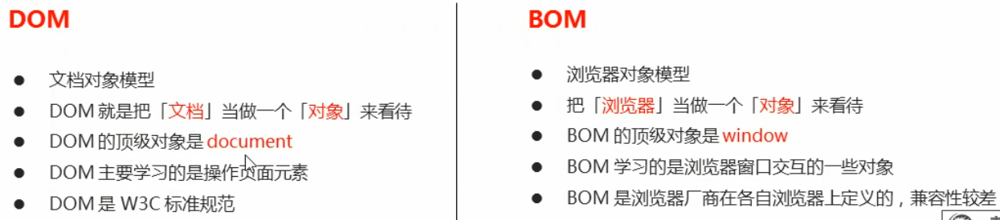 DOM
文档对象模型
DOM 就是把「文档」当做一个「对象」来看待
DOM 的顶级对象是 document
DOM 主要学习的是操作页面元素
DOM 是 W3C 标准规范
BOM
浏览器对象模型
把「浏览器」当做一个「对象」来看待
BOM 的顶级对象是 window
BOM 学习的是浏览器窗口交互的一些对象
BOM 是浏览器厂商在各自浏览器上定义的，兼容性较差